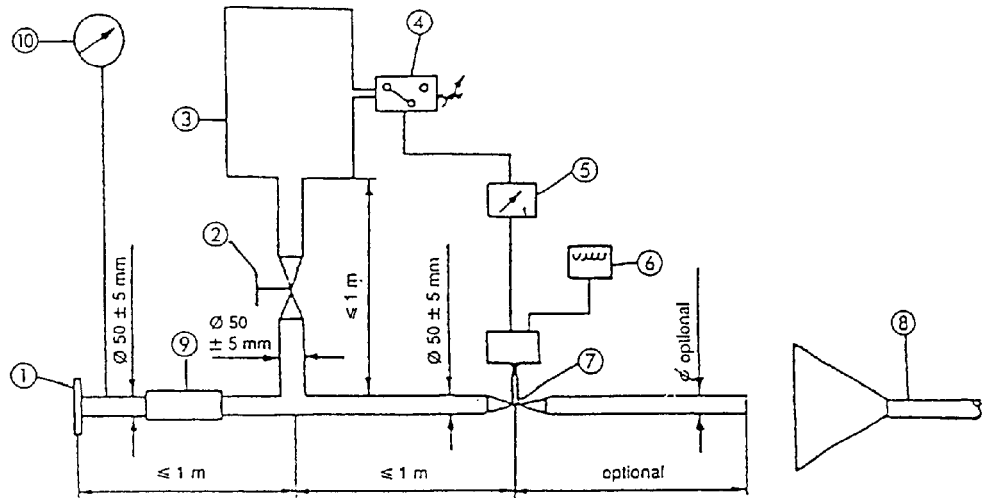 10
4
3
5
2
6
Ø 50 ± 5 mm
Ø 50
± 5 mm
⩽ 1 m
Ø 50 ± 5 mm
ø optional
9
7
8
1
⩽ 1 m
⩽ 1 m
optional